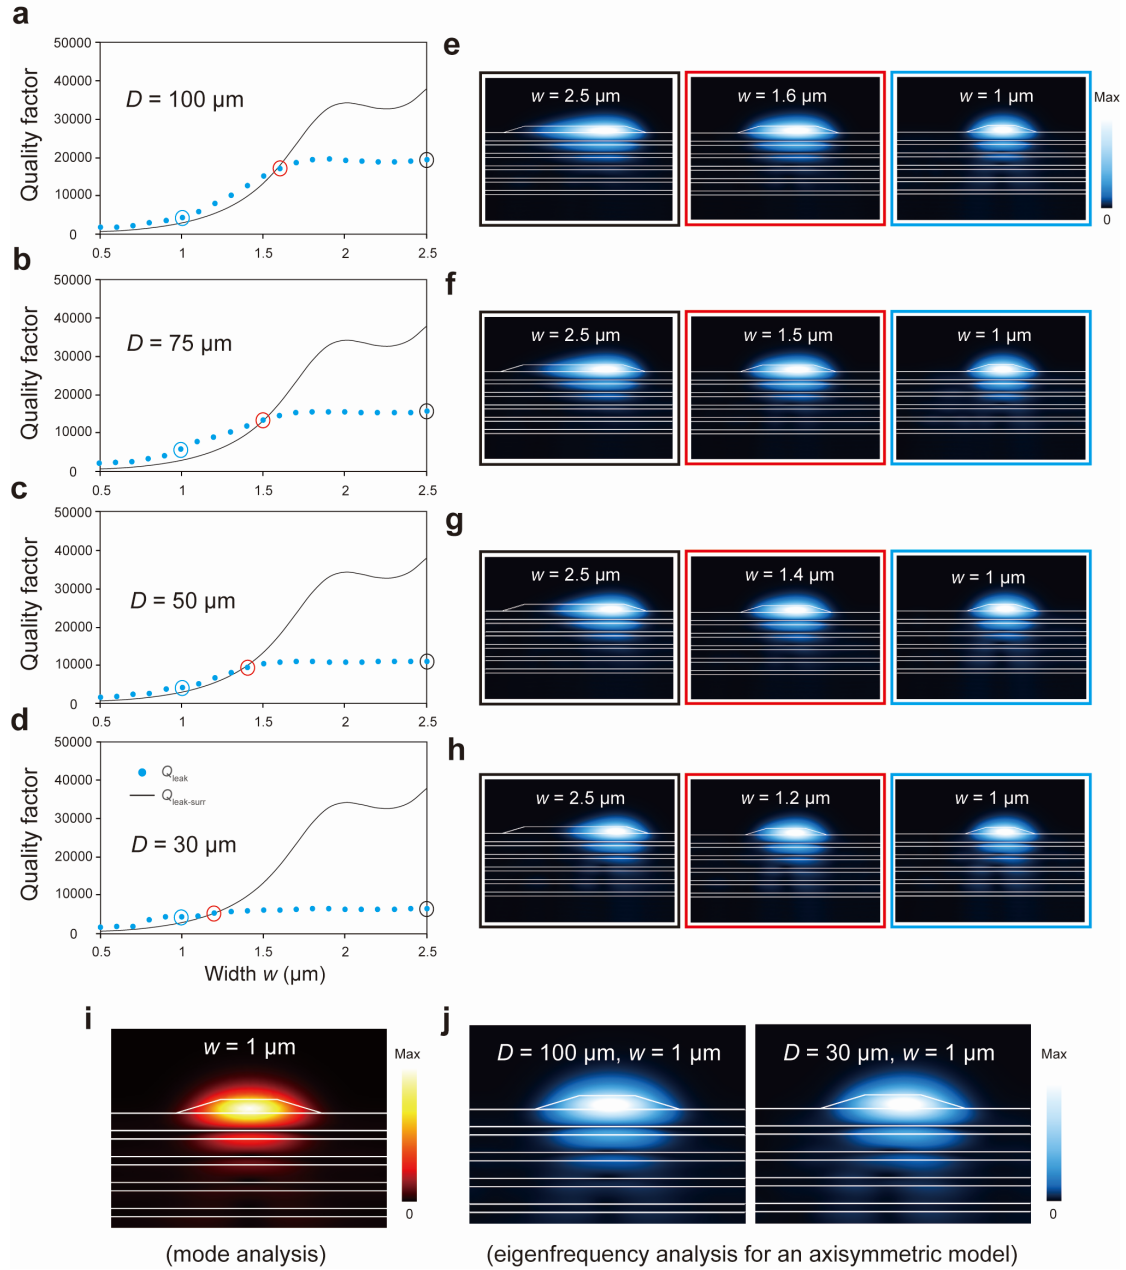 a
50000
40000
30000
20000
10000
0
Quality factor
D = 100 µm
0.5 1 1.5 2 2.5
b
50000
40000
30000
20000
10000
0
Quality factor
D = 75 µm
0.5 1 1.5 2 2.5
c
50000
40000
30000
20000
10000
0
Quality factor
D = 50 µm
0.5 1 1.5 2 2.5
d
50000
40000
30000
20000
10000
0
Quality factor
Qleak
Qleak-surr
D = 30 µm
0.5 1 1.5 2 2.5
Width w (µm)
e
w = 2.5 µm
w = 1.6 µm
w = 1 µm
Max
0
f
w = 2.5 µm
w = 1.5 µm
w = 1 µm
g
w = 2.5 µm
w = 1.4 µm
w = 1 µm
h
w = 2.5 µm
w = 1.2 µm
w = 1 µm
i
w = 1 µm
Max
0
(mode analysis)
j
D = 100 µm, w = 1 µm
D = 30 µm, w = 1 µm
Max
0
(eigenfrequency analysis for an axisymmetric model)